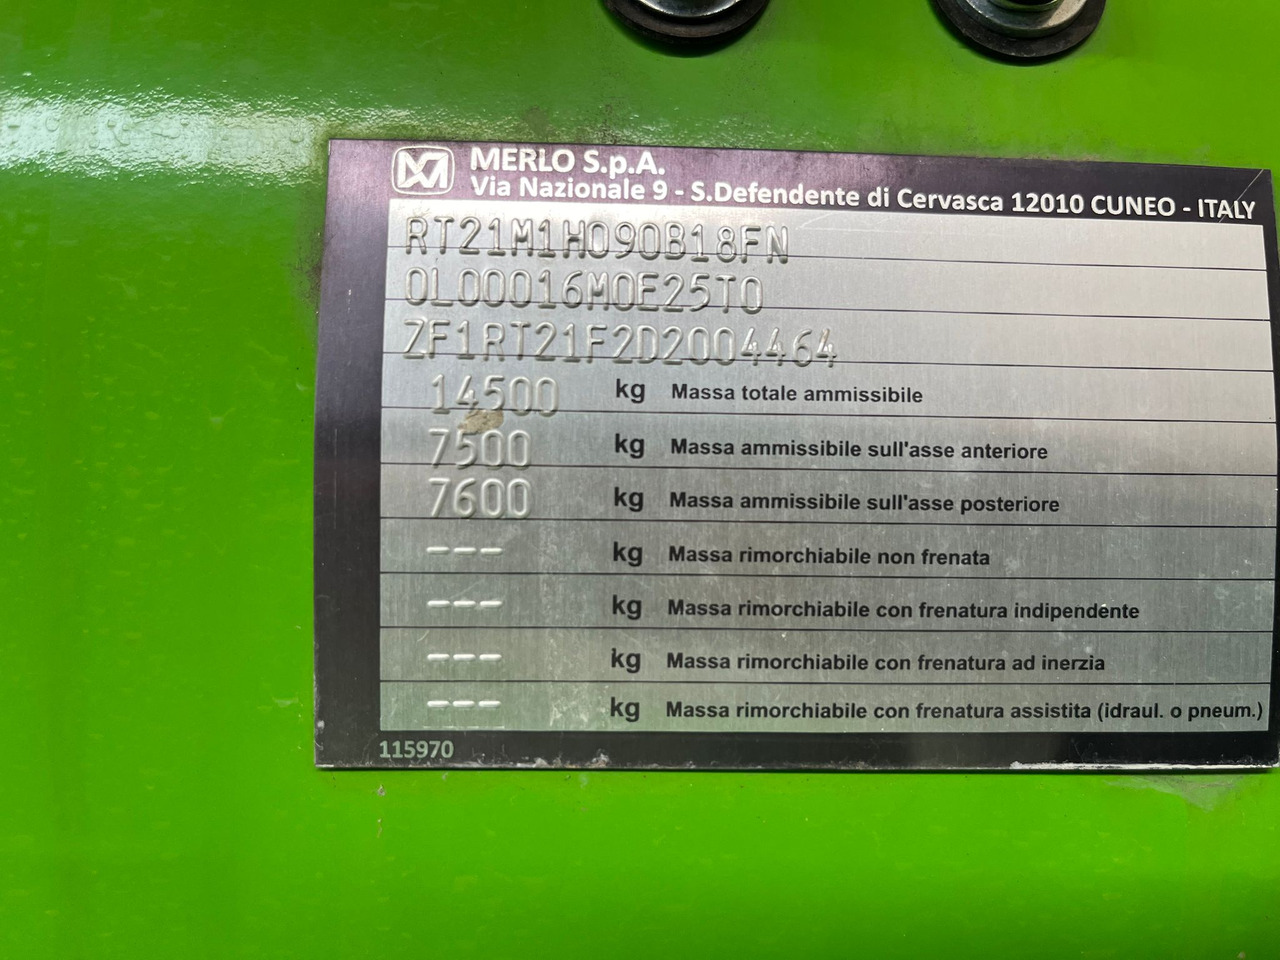 MERLO S.p.A.
Via Nazionale 9 - S.Defendente di Cervasca 12010 CUNEO - ITALY
RT21M1H090B18FN
0L00016M0E25T0
ZF1RT21F2D2004464
14500 kg Massa totale ammissibile
7500 kg Massa ammissibile sull'asse anteriore
7600 kg Massa ammissibile sull'asse posteriore
--- kg Massa rimorchiabile non frenata
--- kg Massa rimorchiabile con frenatura indipendente
--- kg Massa rimorchiabile con frenatura ad inerzia
--- kg Massa rimorchiabile con frenatura assistita (idraul. o pneum.)
115970